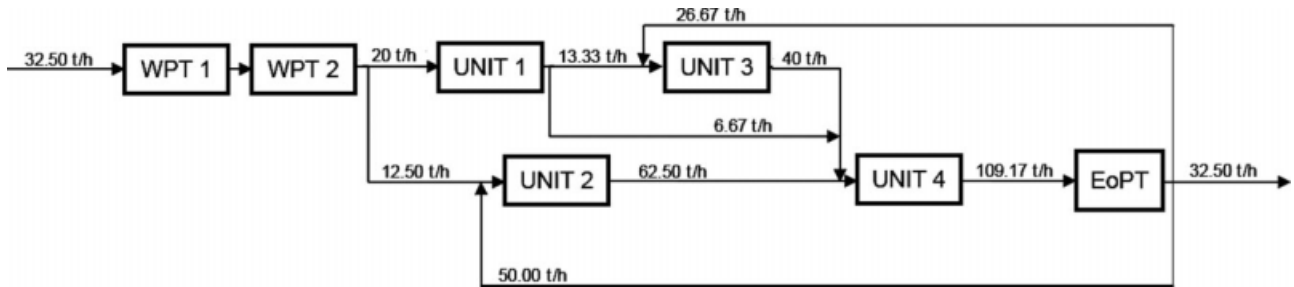 26.67 t/h
32.50 t/h
WPT 1
WPT 2
20 t/h
UNIT 1
13.33 t/h
UNIT 3
40 t/h
6.67 t/h
12.50 t/h
UNIT 2
62.50 t/h
UNIT 4
109.17 t/h
EoPT
32.50 t/h
50.00 t/h